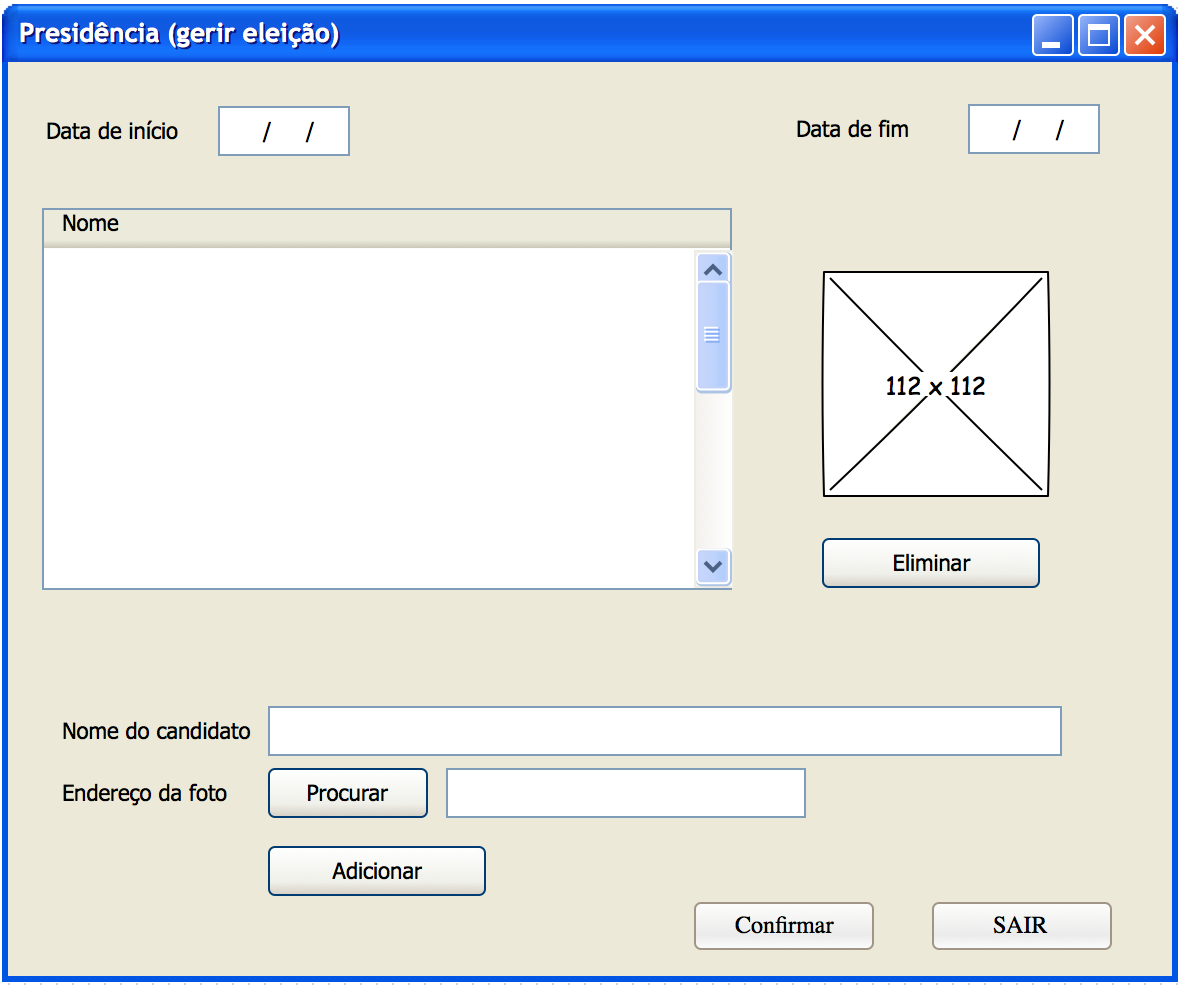 Presidência (gerir eleição)
Data de início / /
Data de fim / /
Nome
112 x 112
Eliminar
Nome do candidato
Endereço da foto Procurar
Adicionar
Confirmar SAIR